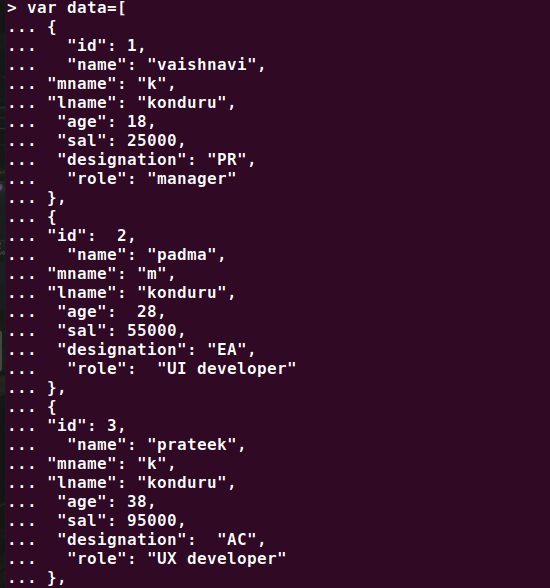 > var data=[
... {
...   "id": 1,
...   "name": "vaishnavi",
... "mname": "k",
... "lname": "konduru",
...  "age": 18,
...  "sal": 25000,
...  "designation": "PR",
...   "role": "manager"
... },
... {
... "id":  2,
...   "name": "padma",
... "mname": "m",
... "lname": "konduru",
...  "age":  28,
...  "sal": 55000,
...  "designation": "EA",
...   "role":  "UI developer"
... },
... {
... "id": 3,
...   "name": "prateek",
... "mname": "k",
... "lname": "konduru",
...  "age": 38,
...  "sal": 95000,
...  "designation":  "AC",
...   "role": "UX developer"
... },